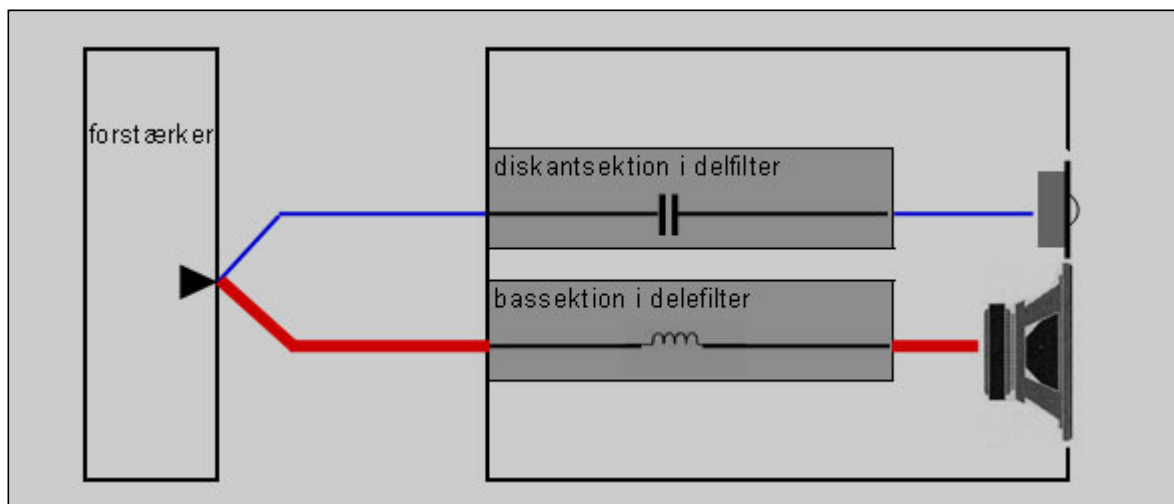 forstærker
diskantsektion i delfilter
bassektion i delefilter